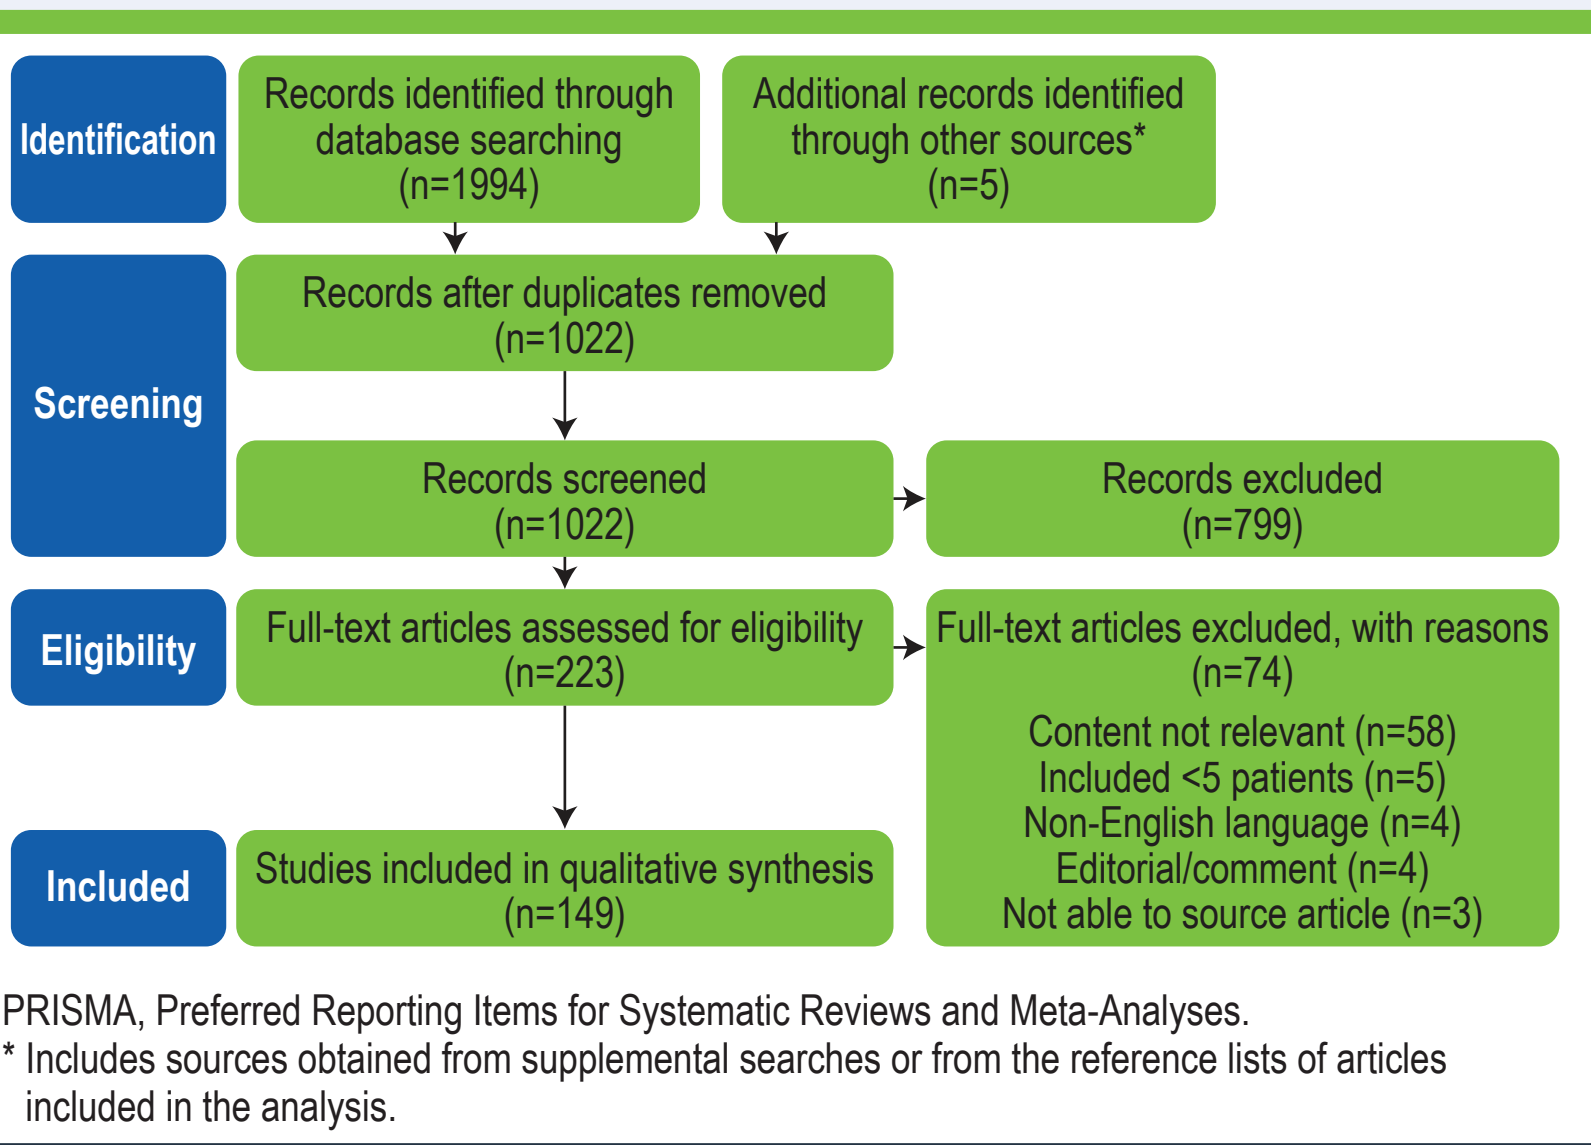 Identification
Records identified through
database searching
(n=1994)
Additional records identified
through other sources*
(n=5)
Screening
Records after duplicates removed
(n=1022)
Records screened
(n=1022)
Records excluded
(n=799)
Eligibility
Full-text articles assessed for eligibility
(n=223)
Full-text articles excluded, with reasons
(n=74)
Content not relevant (n=58)
Included <5 patients (n=5)
Non-English language (n=4)
Editorial/comment (n=4)
Not able to source article (n=3)
Included
Studies included in qualitative synthesis
(n=149)
PRISMA, Preferred Reporting Items for Systematic Reviews and Meta-Analyses.
* Includes sources obtained from supplemental searches or from the reference lists of articles
included in the analysis.